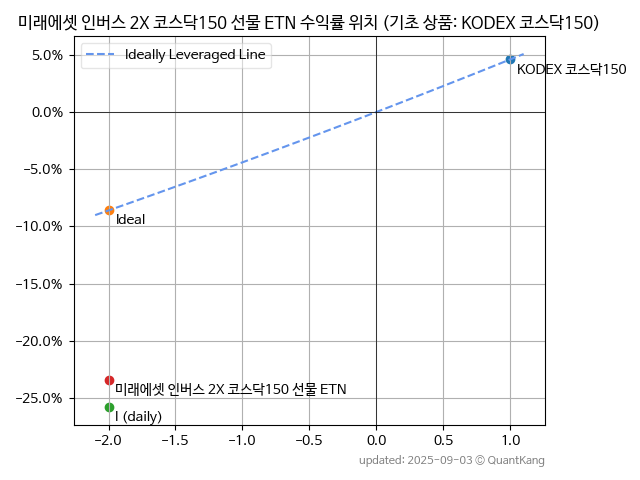 미래에셋 인버스 2X 코스닥150 선물 ETN 수익률 위치 (기초 상품: KODEX 코스닥150)
5.0%
Ideally Leveraged Line
KODEX 코스닥150
0.0%
−5.0%
Ideal
−10.0%
−15.0%
−20.0%
미래에셋 인버스 2X 코스닥150 선물 ETN
−25.0%
I (daily)
−2.0 −1.5 −1.0 −0.5 0.0 0.5 1.0
updated: 2025-09-03 © QuantKang